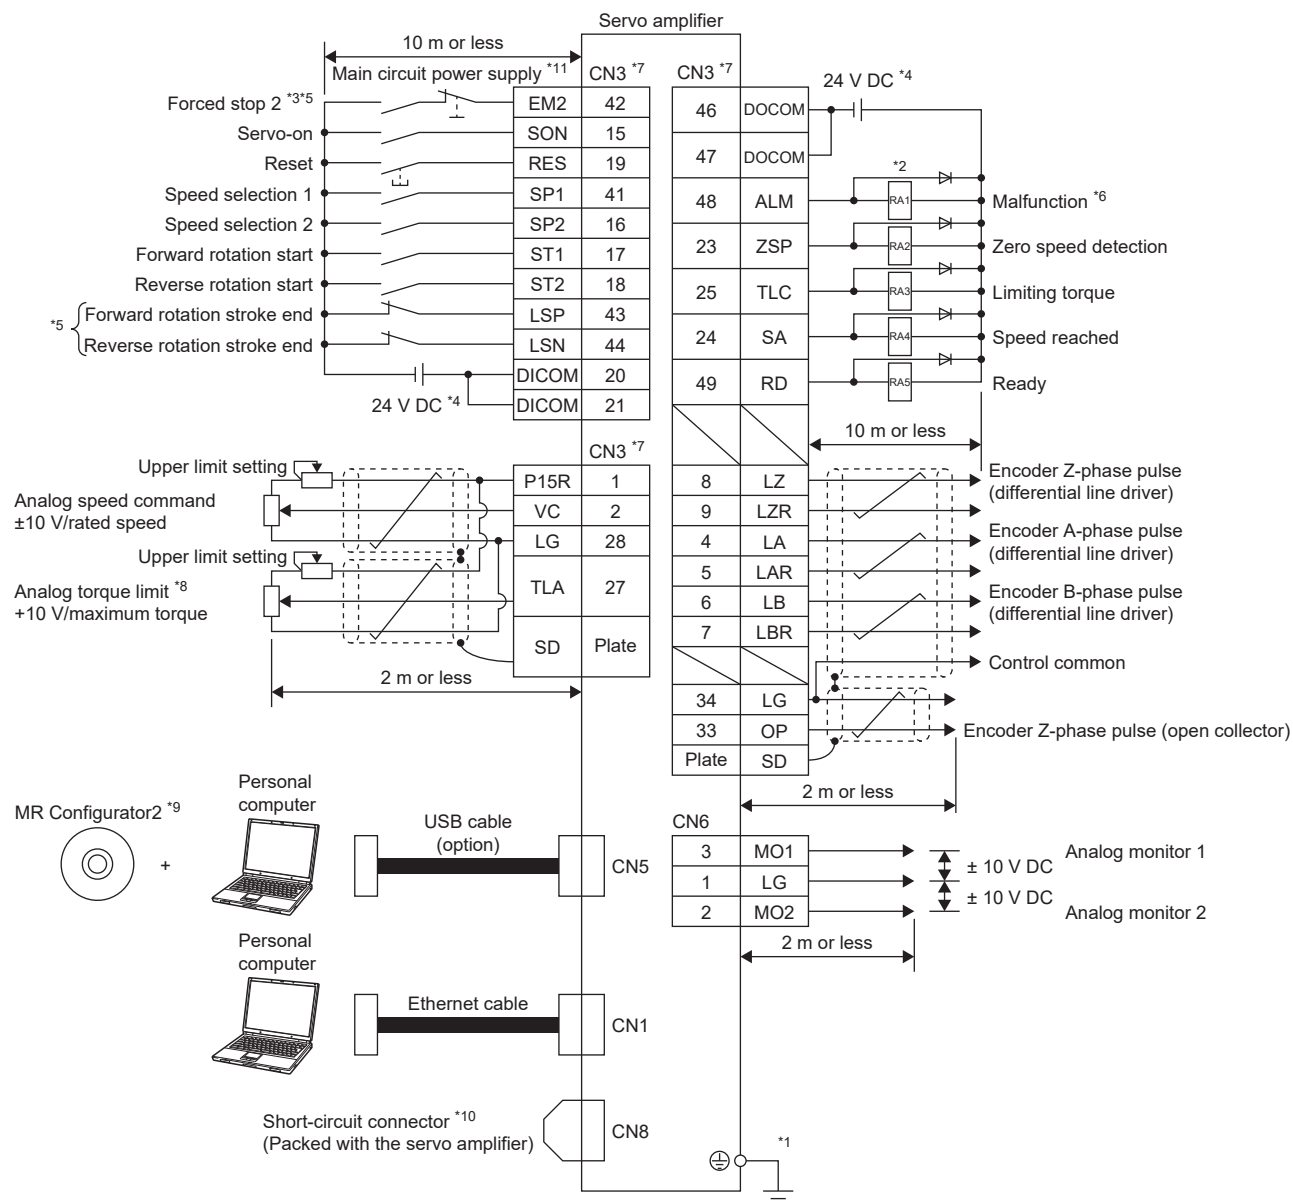 Servo amplifier
10 m or less
Main circuit power supply *11
CN3 *7
Forced stop 2 *3*5
EM2 42
Servo-on
SON 15
Reset
RES 19
Speed selection 1
SP1 41
Speed selection 2
SP2 16
Forward rotation start
ST1 17
Reverse rotation start
ST2 18
*5
Forward rotation stroke end
LSP 43
Reverse rotation stroke end
LSN 44
DICOM 20
24 V DC *4
DICOM 21
CN3 *7
Upper limit setting
P15R 1
Analog speed command
±10 V/rated speed
VC 2
LG 28
Upper limit setting
Analog torque limit *8
+10 V/maximum torque
TLA 27
SD Plate
2 m or less
CN3 *7
24 V DC *4
46 DOCOM
47 DOCOM
*2
48 ALM RA1 Malfunction *6
23 ZSP RA2 Zero speed detection
25 TLC RA3 Limiting torque
24 SA RA4 Speed reached
49 RD RA5 Ready
10 m or less
8 LZ
Encoder Z-phase pulse
(differential line driver)
9 LZR
4 LA
Encoder A-phase pulse
(differential line driver)
5 LAR
6 LB
Encoder B-phase pulse
(differential line driver)
7 LBR
Control common
34 LG
33 OP
Encoder Z-phase pulse (open collector)
Plate SD
2 m or less
MR Configurator2 *9
+
Personal
computer
USB cable
(option)
CN5
CN6
3 MO1
Analog monitor 1
± 10 V DC
1 LG
± 10 V DC
2 MO2
Analog monitor 2
2 m or less
Personal
computer
Ethernet cable
CN1
Short-circuit connector *10
(Packed with the servo amplifier)
CN8
*1